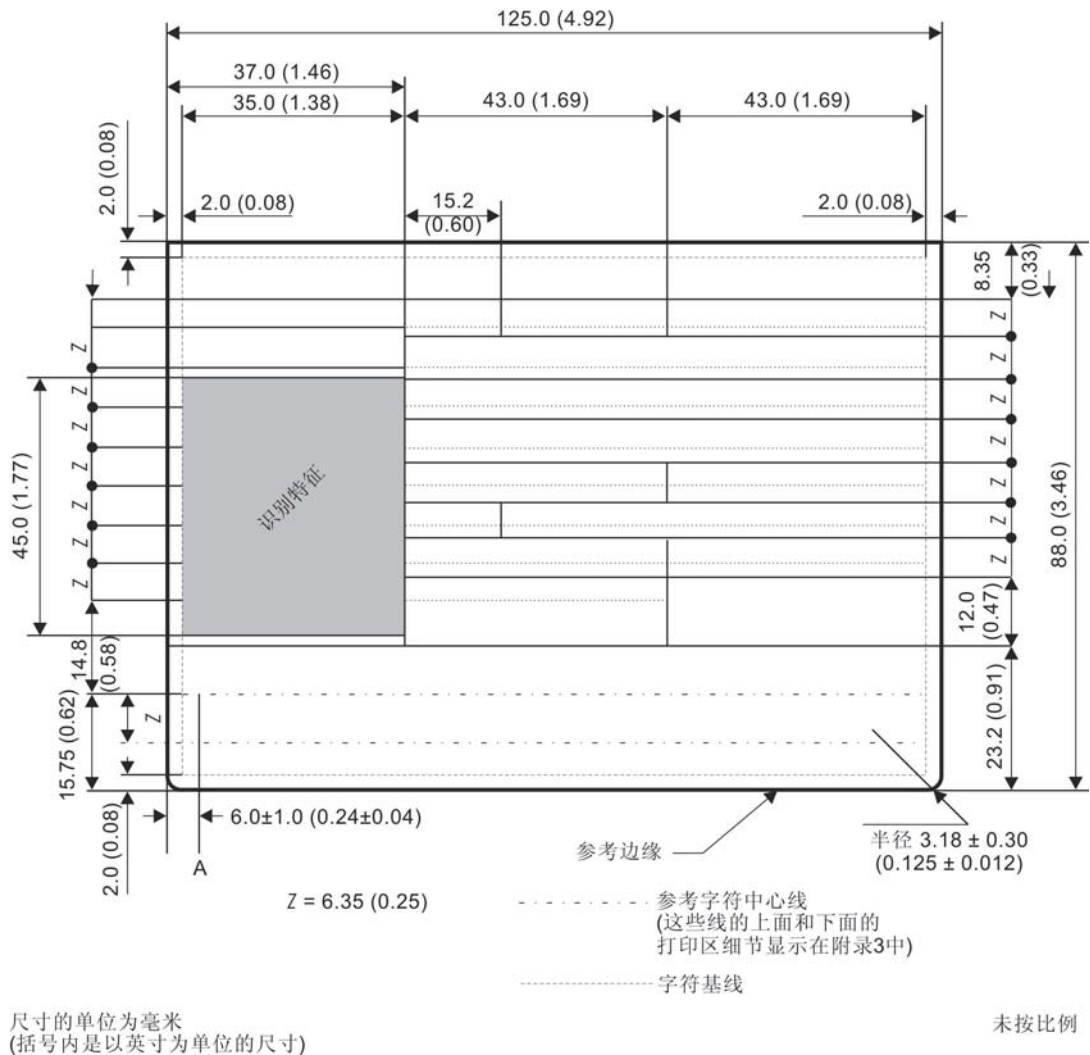 125.0 (4.92)
37.0 (1.46)
35.0 (1.38)
43.0 (1.69)
43.0 (1.69)
2.0 (0.08)
2.0 (0.08)
15.2
(0.60)
2.0 (0.08)
8.35
(0.33)
Z
Z
Z
Z
Z
Z
Z
Z
Z
Z
Z
Z
Z
45.0 (1.77)
识别特征
88.0 (3.46)
12.0
(0.47)
14.8
(0.58)
Z
15.75 (0.62)
23.2 (0.91)
2.0 (0.08)
6.0±1.0 (0.24±0.04)
A
参考边缘
半径 3.18 ± 0.30
(0.125 ± 0.012)
Z = 6.35 (0.25)
参考字符中心线
(这些线的上面和下面的
打印区细节显示在附录3中)
字符基线
尺寸的单位为毫米
(括号内是以英寸为单位的尺寸)
未按比例